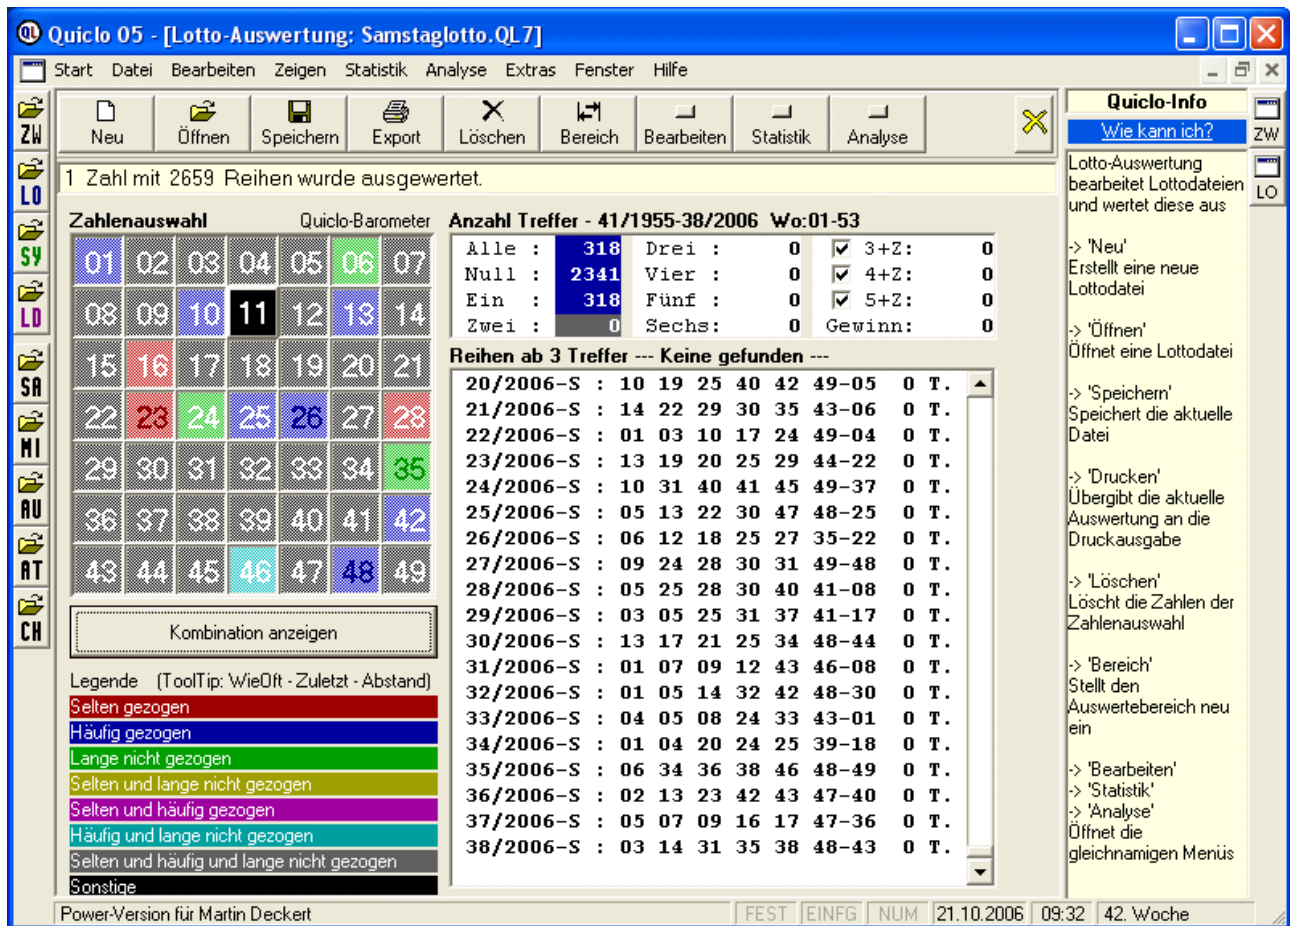 QL Quiclo 05 - [Lotto-Auswertung: Samstaglotto.QL7]
Start Datei Bearbeiten Zeigen Statistik Analyse Extras Fenster Hilfe
ZW
LO
SY
LD
SA
MI
AU
AT
CH
Neu Öffnen Speichern Export Löschen Bereich Bearbeiten Statistik Analyse
1 Zahl mit 2659 Reihen wurde ausgewertet.
Zahlenauswahl Quiclo-Barometer
01 02 03 04 05 06 07
08 09 10 11 12 13 14
15 16 17 18 19 20 21
22 23 24 25 26 27 28
29 30 31 32 33 34 35
36 37 38 39 40 41 42
43 44 45 46 47 48 49
Kombination anzeigen
Legende (ToolTip: WieOft - Zuletzt - Abstand)
Selten gezogen
Häufig gezogen
Lange nicht gezogen
Selten und lange nicht gezogen
Selten und häufig gezogen
Häufig und lange nicht gezogen
Selten und häufig und lange nicht gezogen
Sonstige
Anzahl Treffer - 41/1955-38/2006 Wo:01-53
Alle : 318 Drei : 0 3+Z: 0
Null : 2341 Vier : 0 4+Z: 0
Ein : 318 Fünf : 0 5+Z: 0
Zwei : 0 Sechs: 0 Gewinn: 0
Reihen ab 3 Treffer --- Keine gefunden ---
20/2006-S : 10 19 25 40 42 49-05 0 T.
21/2006-S : 14 22 29 30 35 43-06 0 T.
22/2006-S : 01 03 10 17 24 49-04 0 T.
23/2006-S : 13 19 20 25 29 44-22 0 T.
24/2006-S : 10 31 40 41 45 49-37 0 T.
25/2006-S : 05 13 22 30 47 48-25 0 T.
26/2006-S : 06 12 18 25 27 35-22 0 T.
27/2006-S : 09 24 28 30 31 49-48 0 T.
28/2006-S : 05 25 28 30 40 41-08 0 T.
29/2006-S : 03 05 25 31 37 41-17 0 T.
30/2006-S : 13 17 21 25 34 48-44 0 T.
31/2006-S : 01 07 09 12 43 46-08 0 T.
32/2006-S : 01 05 14 32 42 48-30 0 T.
33/2006-S : 04 05 08 24 33 43-01 0 T.
34/2006-S : 01 04 20 24 25 39-18 0 T.
35/2006-S : 06 34 36 38 46 48-49 0 T.
36/2006-S : 02 13 23 42 43 47-40 0 T.
37/2006-S : 05 07 09 16 17 47-36 0 T.
38/2006-S : 03 14 31 35 38 48-43 0 T.
Quiclo-Info
Wie kann ich?
Lotto-Auswertung
bearbeitet Lottodateien
und wertet diese aus
-> 'Neu'
Erstellt eine neue
Lottodatei
-> 'Öffnen'
Öffnet eine Lottodatei
-> 'Speichern'
Speichert die aktuelle
Datei
-> 'Drucken'
Übergibt die aktuelle
Auswertung an die
Druckausgabe
-> 'Löschen'
Löscht die Zahlen der
Zahlenauswahl
-> 'Bereich'
Stellt den
Auswertebereich neu
ein
-> 'Bearbeiten'
-> 'Statistik'
-> 'Analyse'
Öffnet die
gleichnamigen Menüs
ZW
LO
Power-Version für Martin Deckert FEST EINFG NUM 21.10.2006 09:32 42. Woche